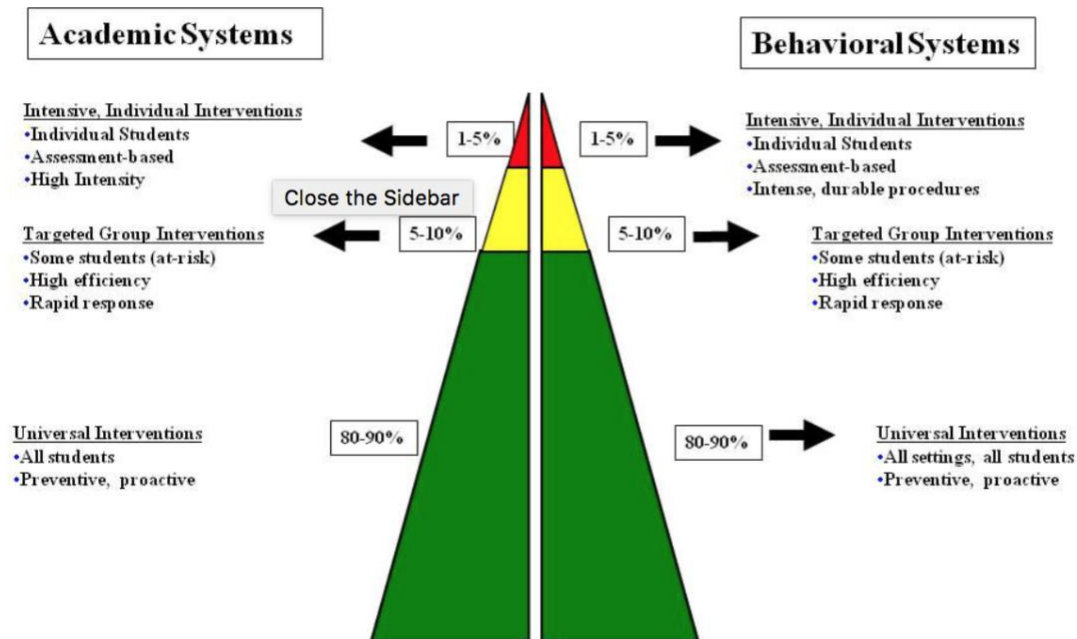 Academic Systems
Behavioral Systems
Intensive, Individual Interventions
•Individual Students
•Assessment-based
•High Intensity
1-5%
1-5%
Intensive, Individual Interventions
•Individual Students
•Assessment-based
•Intense, durable procedures
Close the Sidebar
Targeted Group Interventions
•Some students (at-risk)
•High efficiency
•Rapid response
5-10%
5-10%
Targeted Group Interventions
•Some students (at-risk)
•High efficiency
•Rapid response
Universal Interventions
•All students
•Preventive, proactive
80-90%
80-90%
Universal Interventions
•All settings, all students
•Preventive, proactive